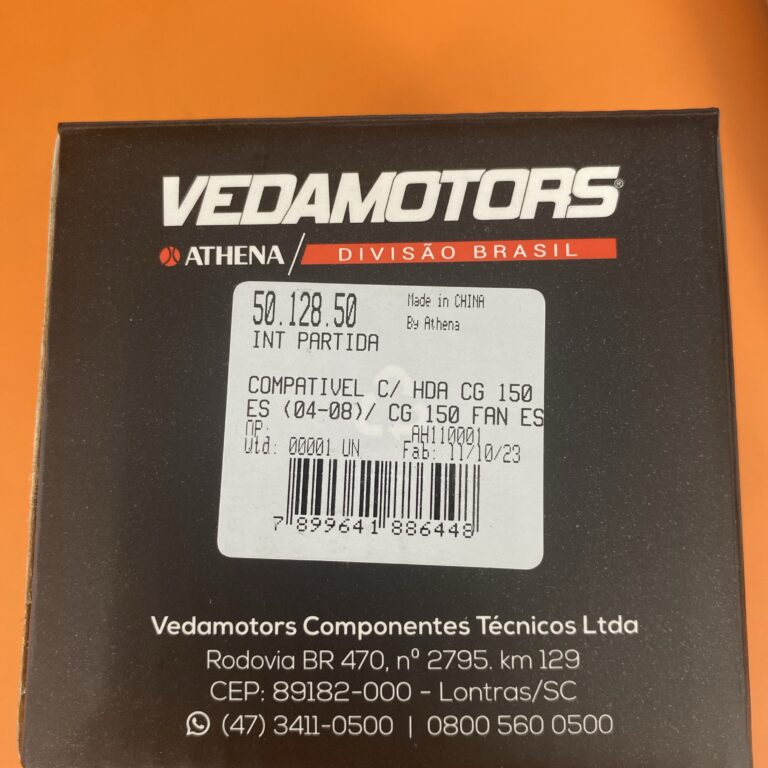 VEDAMOTORS®
ATHENA / DIVISÃO BRASIL
50.128.50
Made in CHINA
By Athena
INT PARTIDA
COMPATIVEL C/ HDA CG 150
ES (04-08)/ CG 150 FAN ES
MP: AH110001
Qtd: 00001 UN Fab: 11/10/23
7 899641 886448
Vedamotors Componentes Técnicos Ltda
Rodovia BR 470, nº 2795. km 129
CEP: 89182-000 - Lontras/SC
(47) 3411-0500 | 0800 560 0500